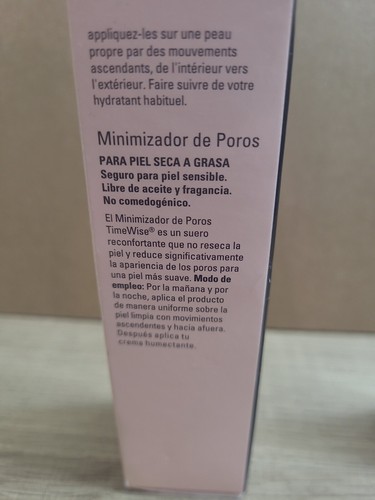 appliquez-les sur une peau
propre par des mouvements
ascendants, de l'intérieur vers
l'extérieur. Faire suivre de votre
hydratant habituel.
Minimizador de Poros
PARA PIEL SECA A GRASA
Seguro para piel sensible.
Libre de aceite y fragancia.
No comedogénico.
El Minimizador de Poros
TimeWise® es un suero
reconfortante que no reseca la
piel y reduce significativamente
la apariencia de los poros para
una piel más suave. Modo de
empleo: Por la mañana y por
la noche, aplica el producto
de manera uniforme sobre la
piel limpia con movimientos
ascendentes y hacia afuera.
Después aplica tu
crema humectante.